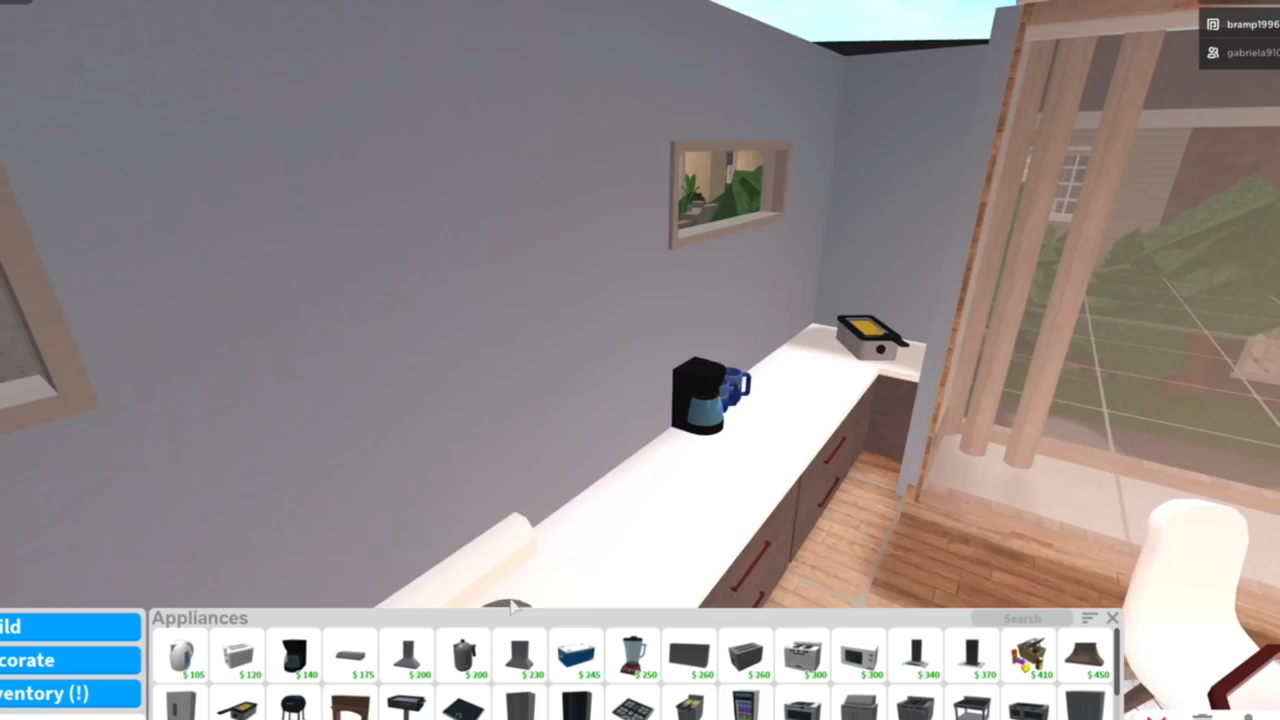 bramp1996
gabriela910
ild
Appliances
Search
corate
$105 $120 $140 $175 $200 $200 $230 $245 $250 $260 $260 $300 $300 $340 $370 $410 $450
ventory (!)